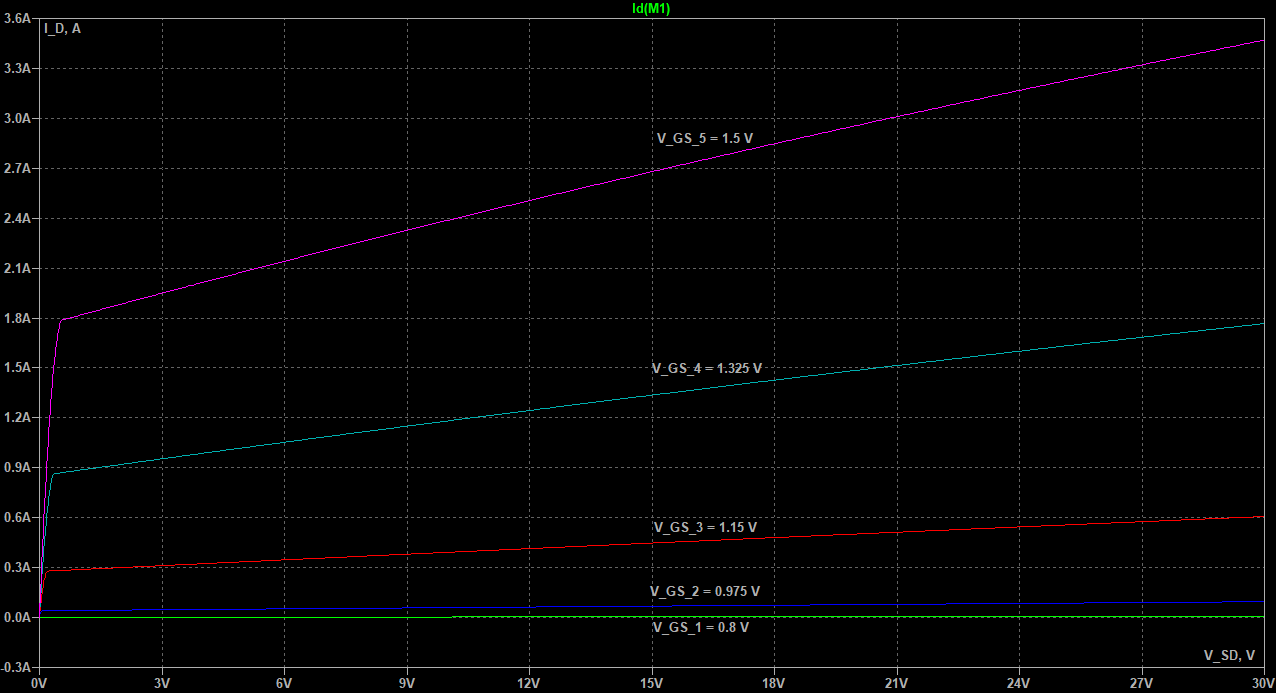 Id(M1)
3.6A
I_D, A
3.3A
3.0A
V_GS_5 = 1.5 V
2.7A
2.4A
2.1A
1.8A
1.5A
V_GS_4 = 1.325 V
1.2A
0.9A
0.6A
V_GS_3 = 1.15 V
0.3A
V_GS_2 = 0.975 V
0.0A
V_GS_1 = 0.8 V
V_SD, V
-0.3A
0V 3V 6V 9V 12V 15V 18V 21V 24V 27V 30V